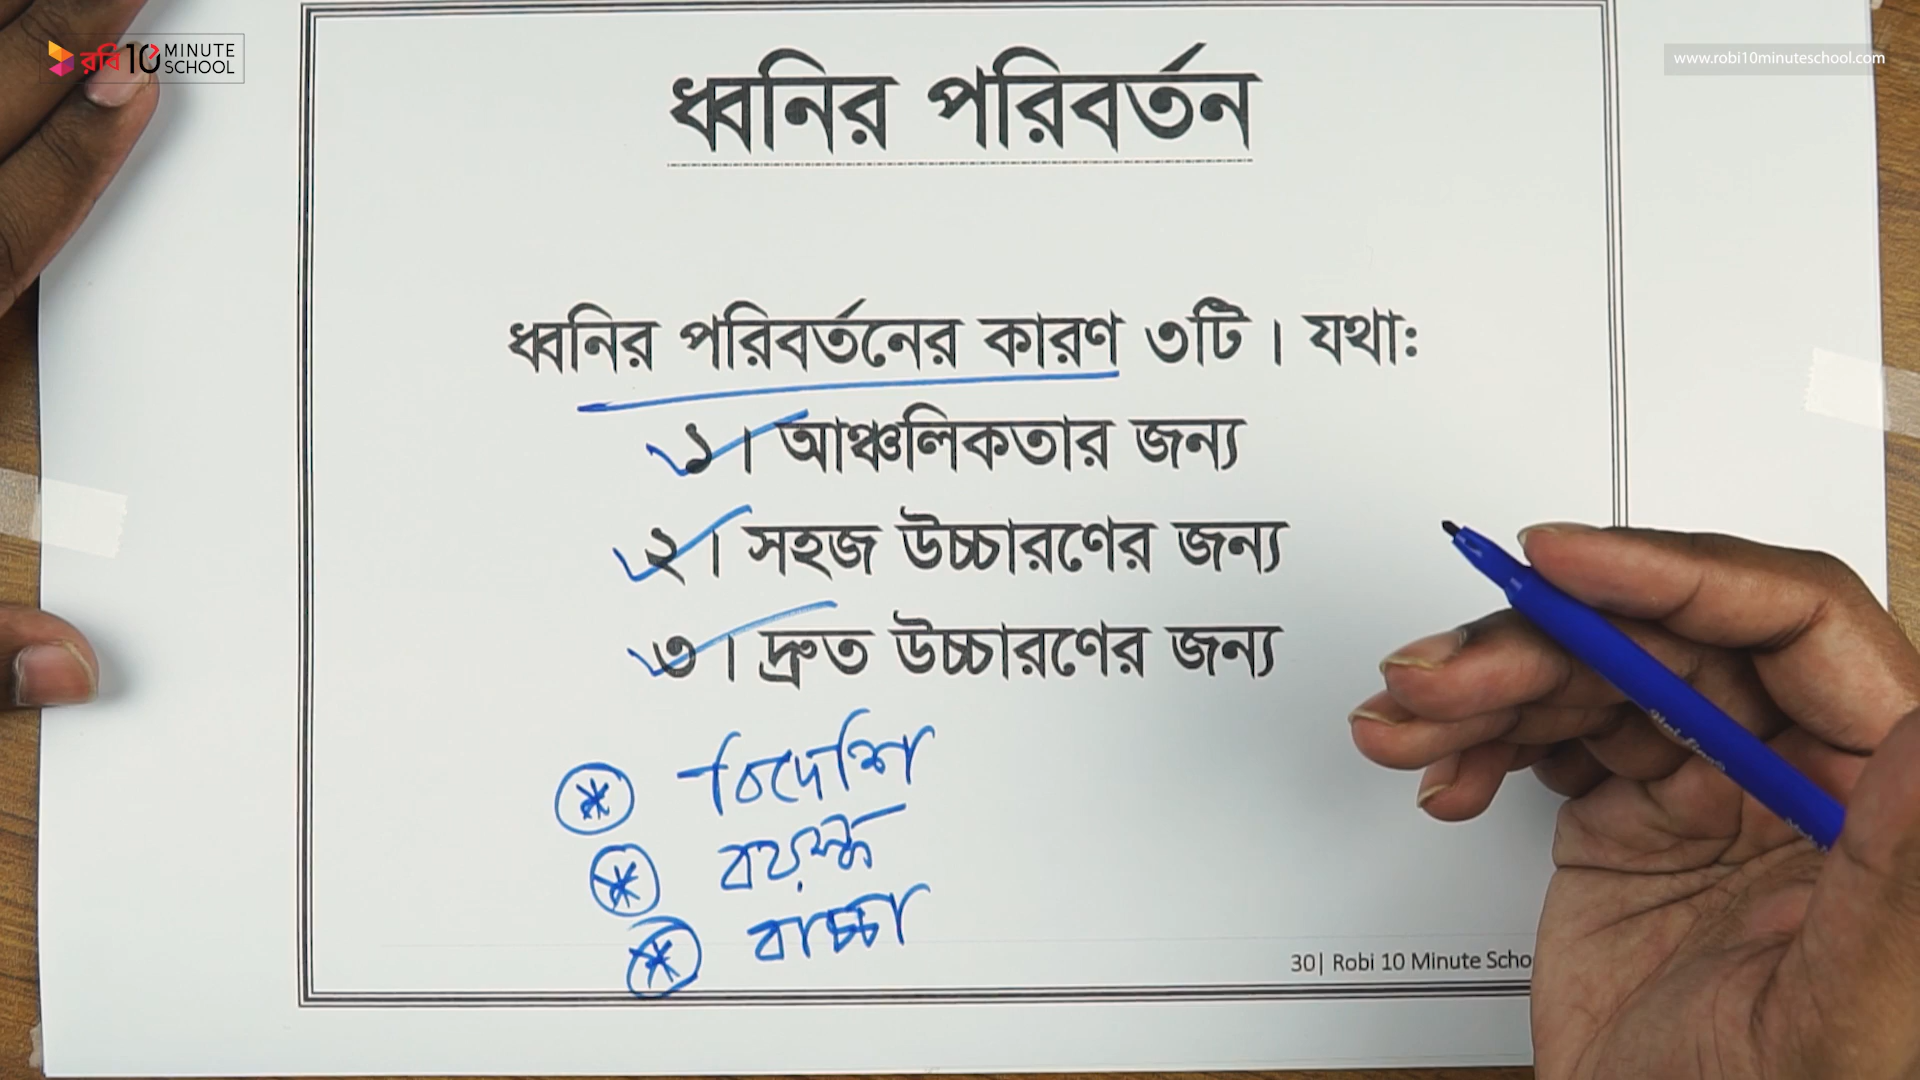 রবি 10 MINUTE SCHOOL
www.robi10minuteschool.com
ধ্বনির পরিবর্তন
ধ্বনির পরিবর্তনের কারণ ৩টি। যথাঃ
১। আঞ্চলিকতার জন্য
২। সহজ উচ্চারণের জন্য
৩। দ্রুত উচ্চারণের জন্য
বিদেশি
বয়স্ক
বাচ্চা
30| Robi 10 Minute Scho